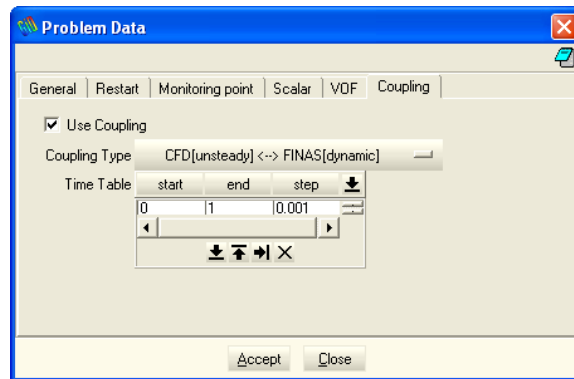 Problem Data
General Restart Monitoring point Scalar VOF Coupling
Use Coupling
Coupling Type CFD[unsteady] <--> FINAS[dynamic]
Time Table start end step
0 1 0.001
Accept Close